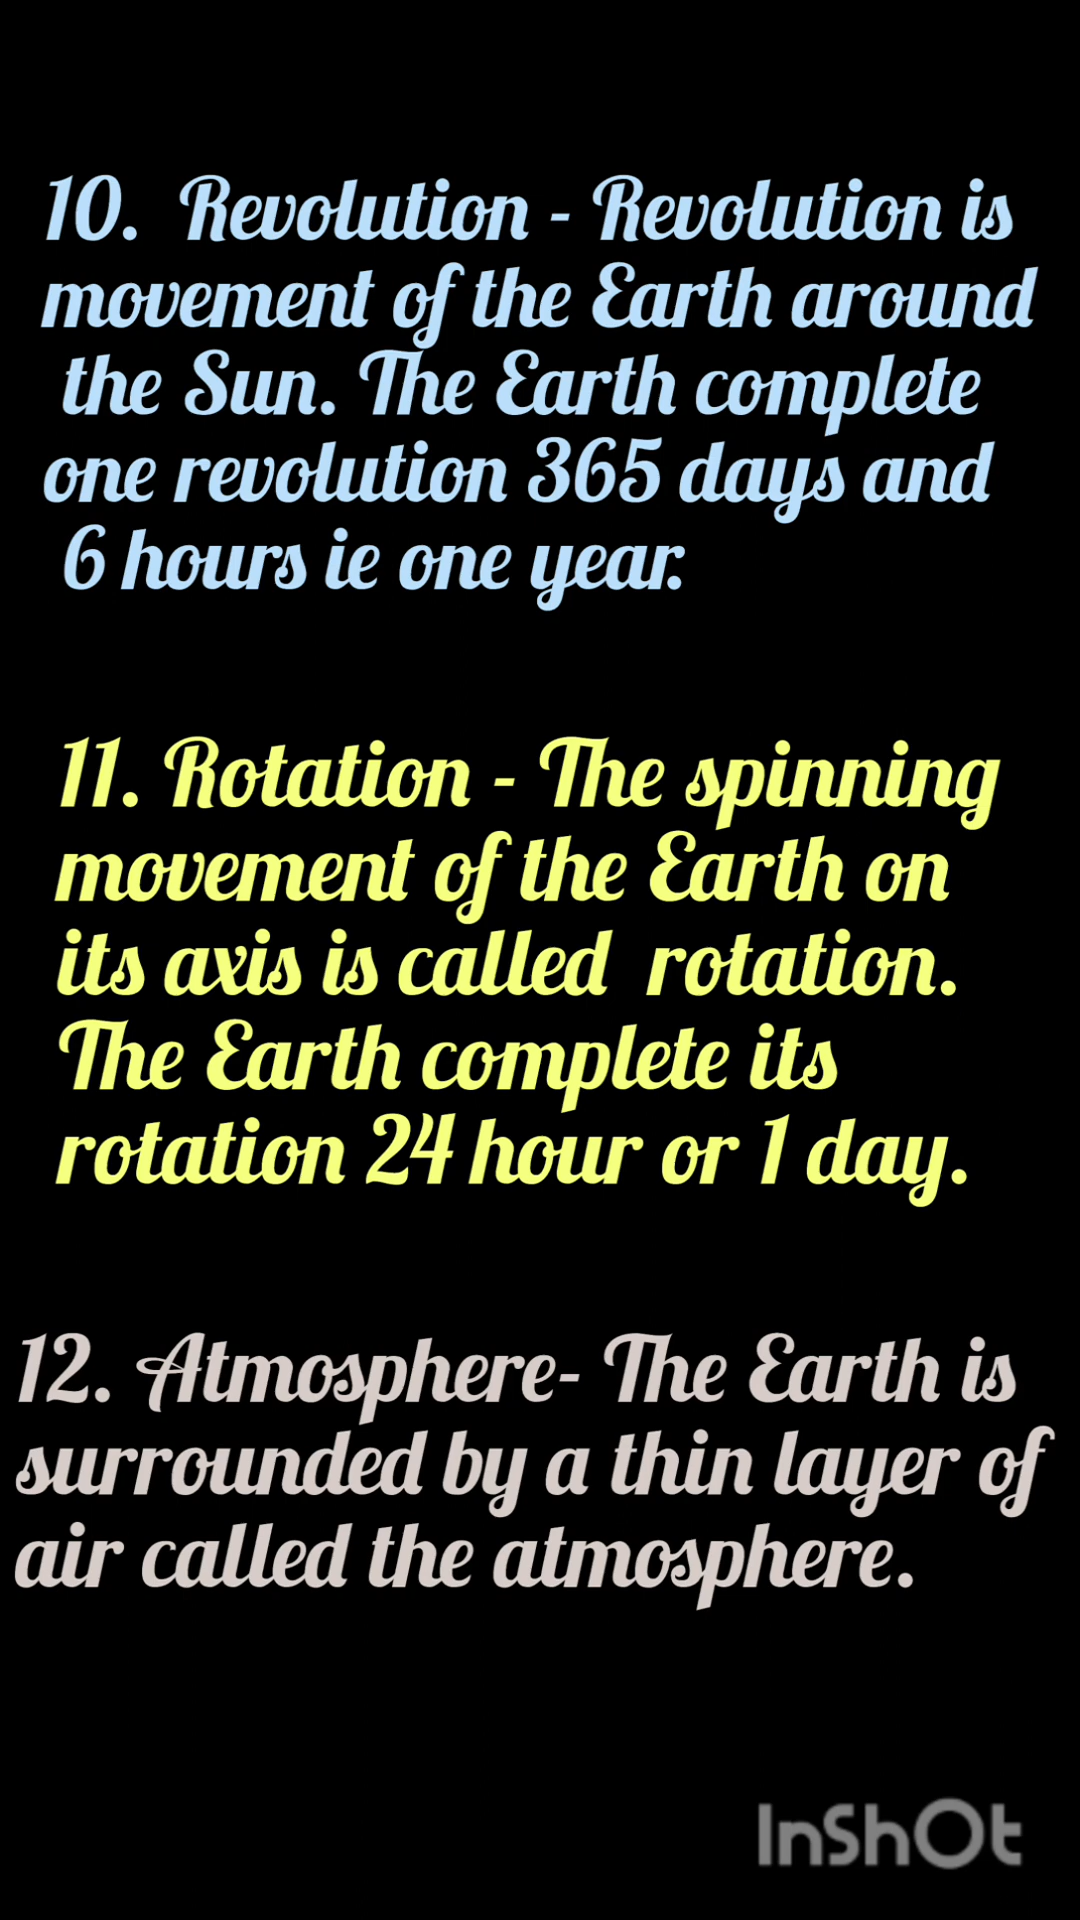 10. Revolution - Revolution is
movement of the Earth around
the Sun. The Earth complete
one revolution 365 days and
6 hours ie one year.
11. Rotation - The spinning
movement of the Earth on
its axis is called rotation.
The Earth complete its
rotation 24 hour or 1 day.
12. Atmosphere- The Earth is
surrounded by a thin layer of
air called the atmosphere.
InShOt